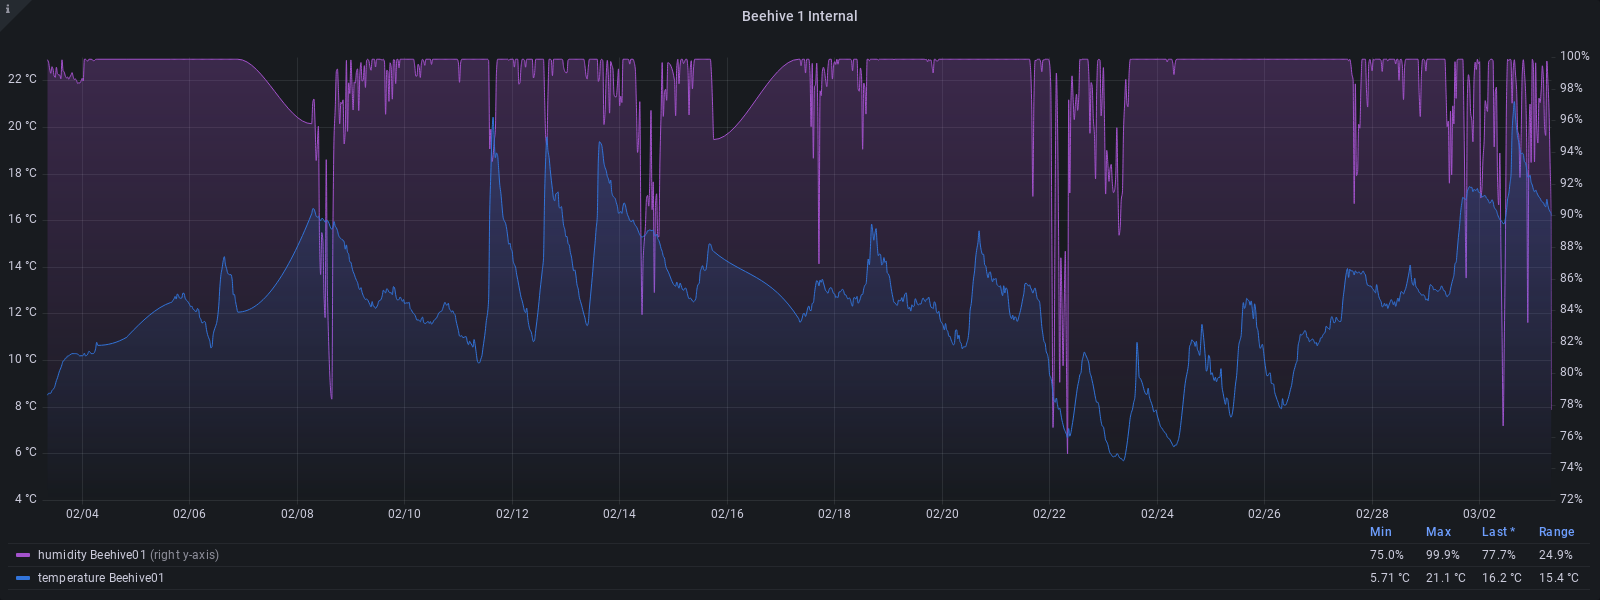 i
Beehive 1 Internal
22 °C
20 °C
18 °C
16 °C
14 °C
12 °C
10 °C
8 °C
6 °C
4 °C
100%
98%
96%
94%
92%
90%
88%
86%
84%
82%
80%
78%
76%
74%
72%
02/04 02/06 02/08 02/10 02/12 02/14 02/16 02/18 02/20 02/22 02/24 02/26 02/28 03/02
Min Max Last * Range
humidity Beehive01 (right y-axis) 75.0% 99.9% 77.7% 24.9%
temperature Beehive01 5.71 °C 21.1 °C 16.2 °C 15.4 °C